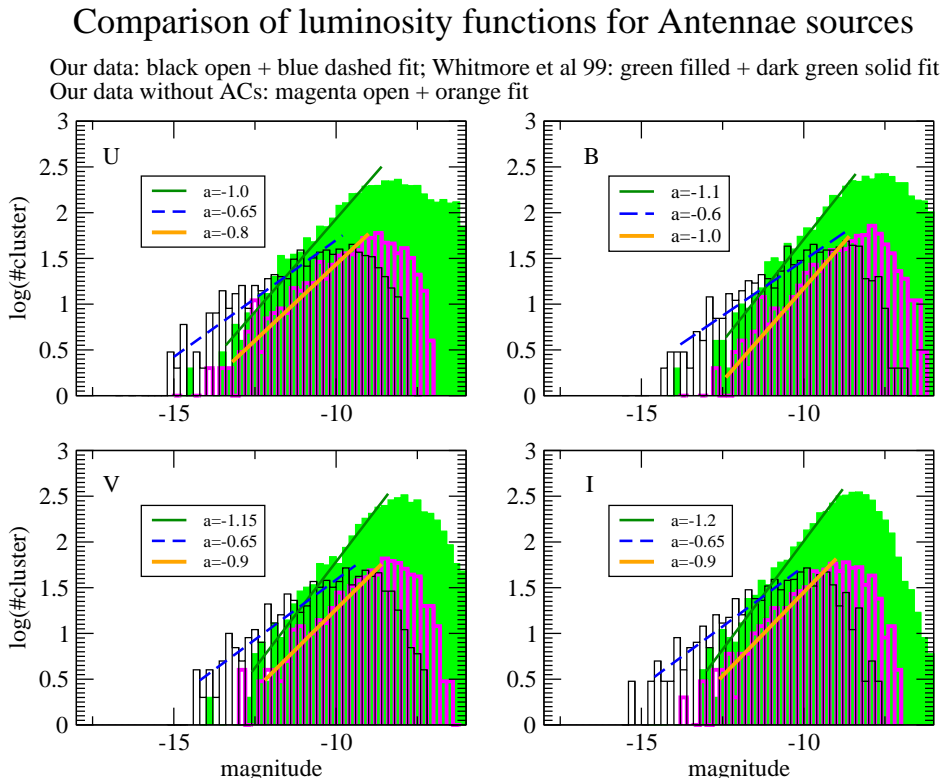 Comparison of luminosity functions for Antennae sources
Our data: black open + blue dashed fit; Whitmore et al 99: green filled + dark green solid fit
Our data without ACs: magenta open + orange fit
U
a=-1.0
a=-0.65
a=-0.8
log(#cluster)
3
2.5
2
1.5
1
0.5
0
-15
-10
B
a=-1.1
a=-0.6
a=-1.0
3
2.5
2
1.5
1
0.5
0
-15
-10
V
a=-1.15
a=-0.65
a=-0.9
log(#cluster)
3
2.5
2
1.5
1
0.5
0
-15
-10
magnitude
I
a=-1.2
a=-0.65
a=-0.9
3
2.5
2
1.5
1
0.5
0
-15
-10
magnitude